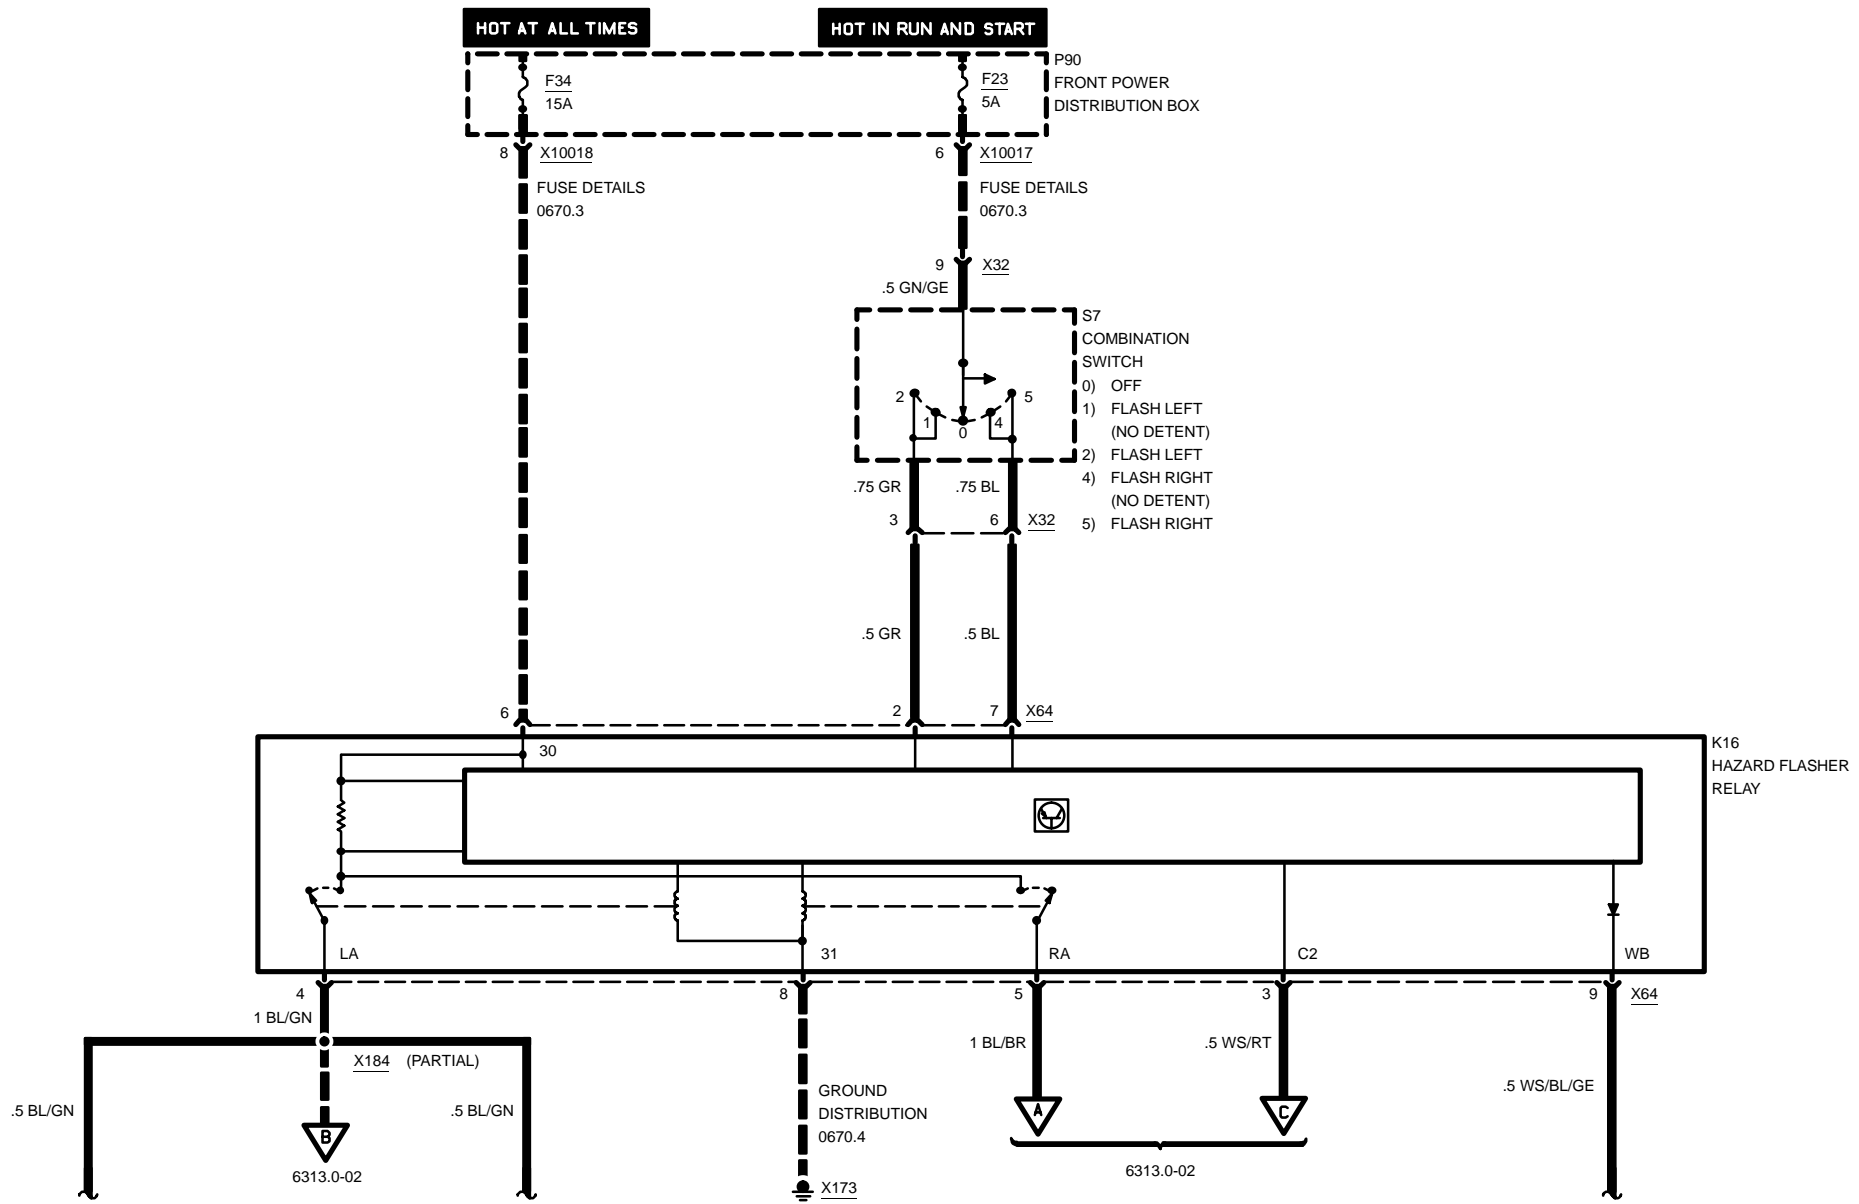 HOT AT ALL TIMES
HOT IN RUN AND START
P90
FRONT POWER
DISTRIBUTION BOX
F34
15A
F23
5A
8 X10018
6 X10017
FUSE DETAILS
0670.3
FUSE DETAILS
0670.3
9 X32
.5 GN/GE
S7
COMBINATION
SWITCH
0) OFF
1) FLASH LEFT
(NO DETENT)
2) FLASH LEFT
4) FLASH RIGHT
(NO DETENT)
5) FLASH RIGHT
2
1
0
4
5
.75 GR
.75 BL
3
6 X32
.5 GR
.5 BL
6
2
7 X64
30
K16
HAZARD FLASHER
RELAY
LA
31
RA
C2
WB
4
8
5
3
9 X64
1 BL/GN
X184 (PARTIAL)
1 BL/BR
.5 WS/RT
.5 WS/BL/GE
.5 BL/GN
.5 BL/GN
GROUND
DISTRIBUTION
0670.4
B
A
C
6313.0-02
6313.0-02
X173